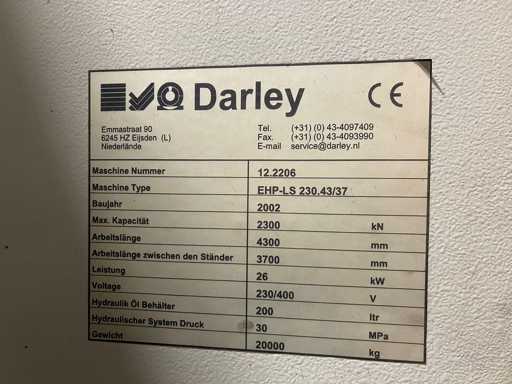 Darley CE
Emmastraat 90 Tel. (+31) (0) 43-4097409
6245 HZ Eijsden (L) Fax. (+31) (0) 43-4093990
Niederlände E-mail service@darley.nl
Maschine Nummer 12.2206
Maschine Type EHP-LS 230.43/37
Baujahr 2002
Max. Kapacität 2300 kN
Arbeitslänge 4300 mm
Arbeitslänge zwischen den Ständer 3700 mm
Leistung 26 kW
Voltage 230/400 V
Hydraulik Öl Behälter 200 ltr
Hydraulischer System Druck 30 MPa
Gewicht 20000 kg